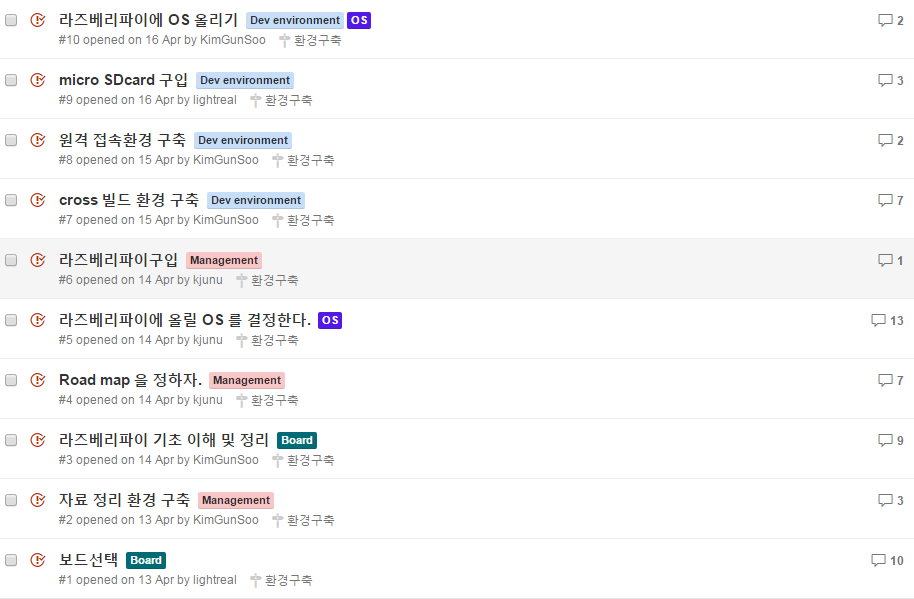 라즈베리파이에 OS 올리기 Dev environment OS 2
#10 opened on 16 Apr by KimGunSoo 환경구축
micro SDcard 구입 Dev environment 3
#9 opened on 16 Apr by lightreal 환경구축
원격 접속환경 구축 Dev environment 2
#8 opened on 15 Apr by KimGunSoo 환경구축
cross 빌드 환경 구축 Dev environment 7
#7 opened on 15 Apr by KimGunSoo 환경구축
라즈베리파이구입 Management 1
#6 opened on 14 Apr by kjunu 환경구축
라즈베리파이에 올릴 OS 를 결정한다. OS 13
#5 opened on 14 Apr by kjunu 환경구축
Road map 을 정하자. Management 7
#4 opened on 14 Apr by kjunu 환경구축
라즈베리파이 기초 이해 및 정리 Board 9
#3 opened on 14 Apr by KimGunSoo 환경구축
자료 정리 환경 구축 Management 3
#2 opened on 13 Apr by KimGunSoo 환경구축
보드선택 Board 10
#1 opened on 13 Apr by lightreal 환경구축